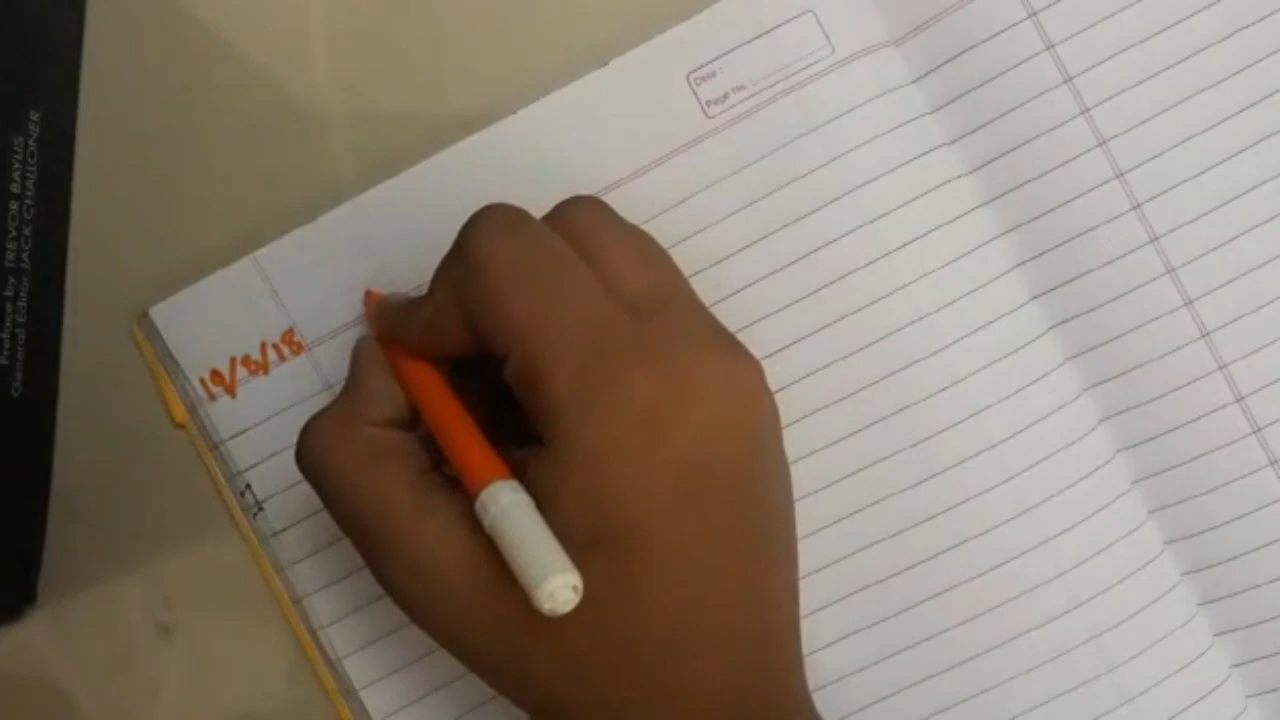 Preface by TREVOR BAYLIS
General Editor JACK CHALLONER
Date :
Page No.
19/8/18